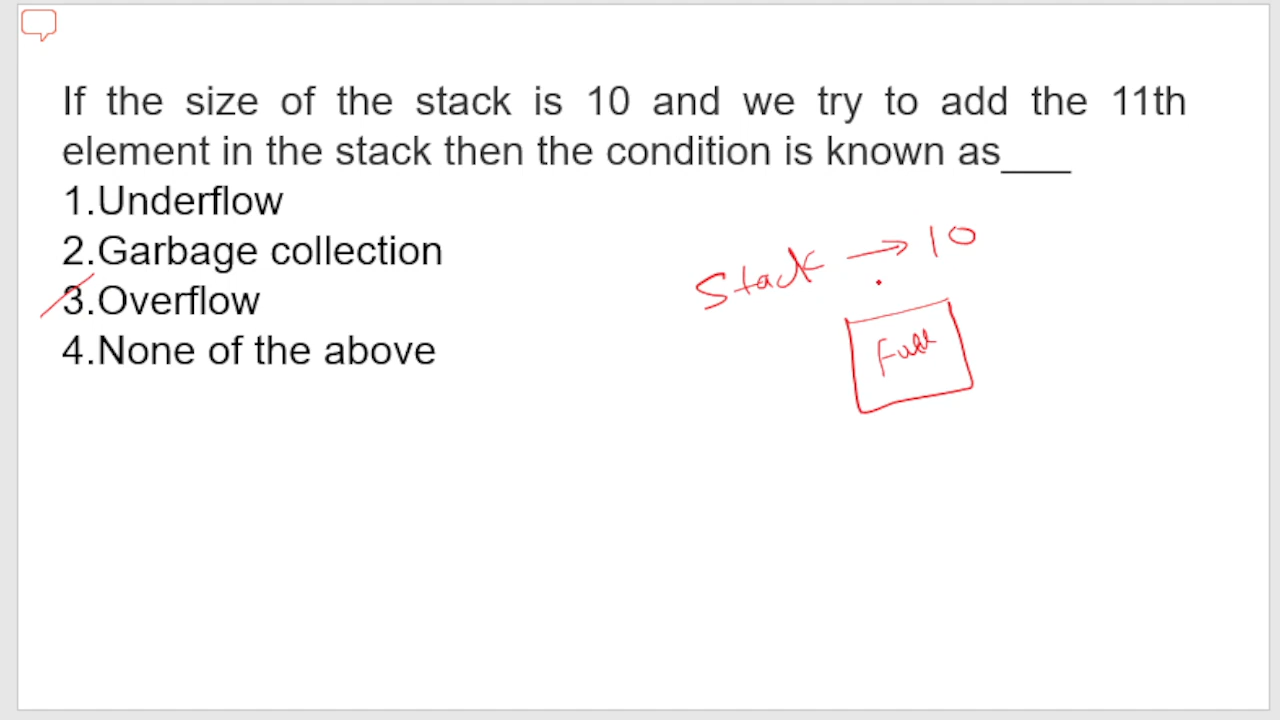 If the size of the stack is 10 and we try to add the 11th
element in the stack then the condition is known as___
1.Underflow
2.Garbage collection
3.Overflow
4.None of the above
Stack → 10
Full